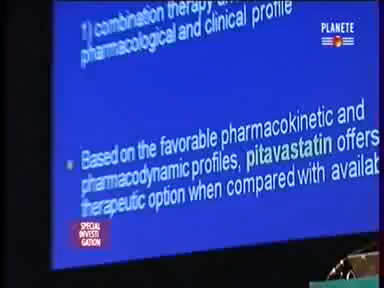 1) combination therapy
pharmacological and clinical profile
Based on the favorable pharmacokinetic and
pharmacodynamic profiles, pitavastatin offers
therapeutic option when compared with availab
PLANETE
SPECIAL
INVESTI
GATION